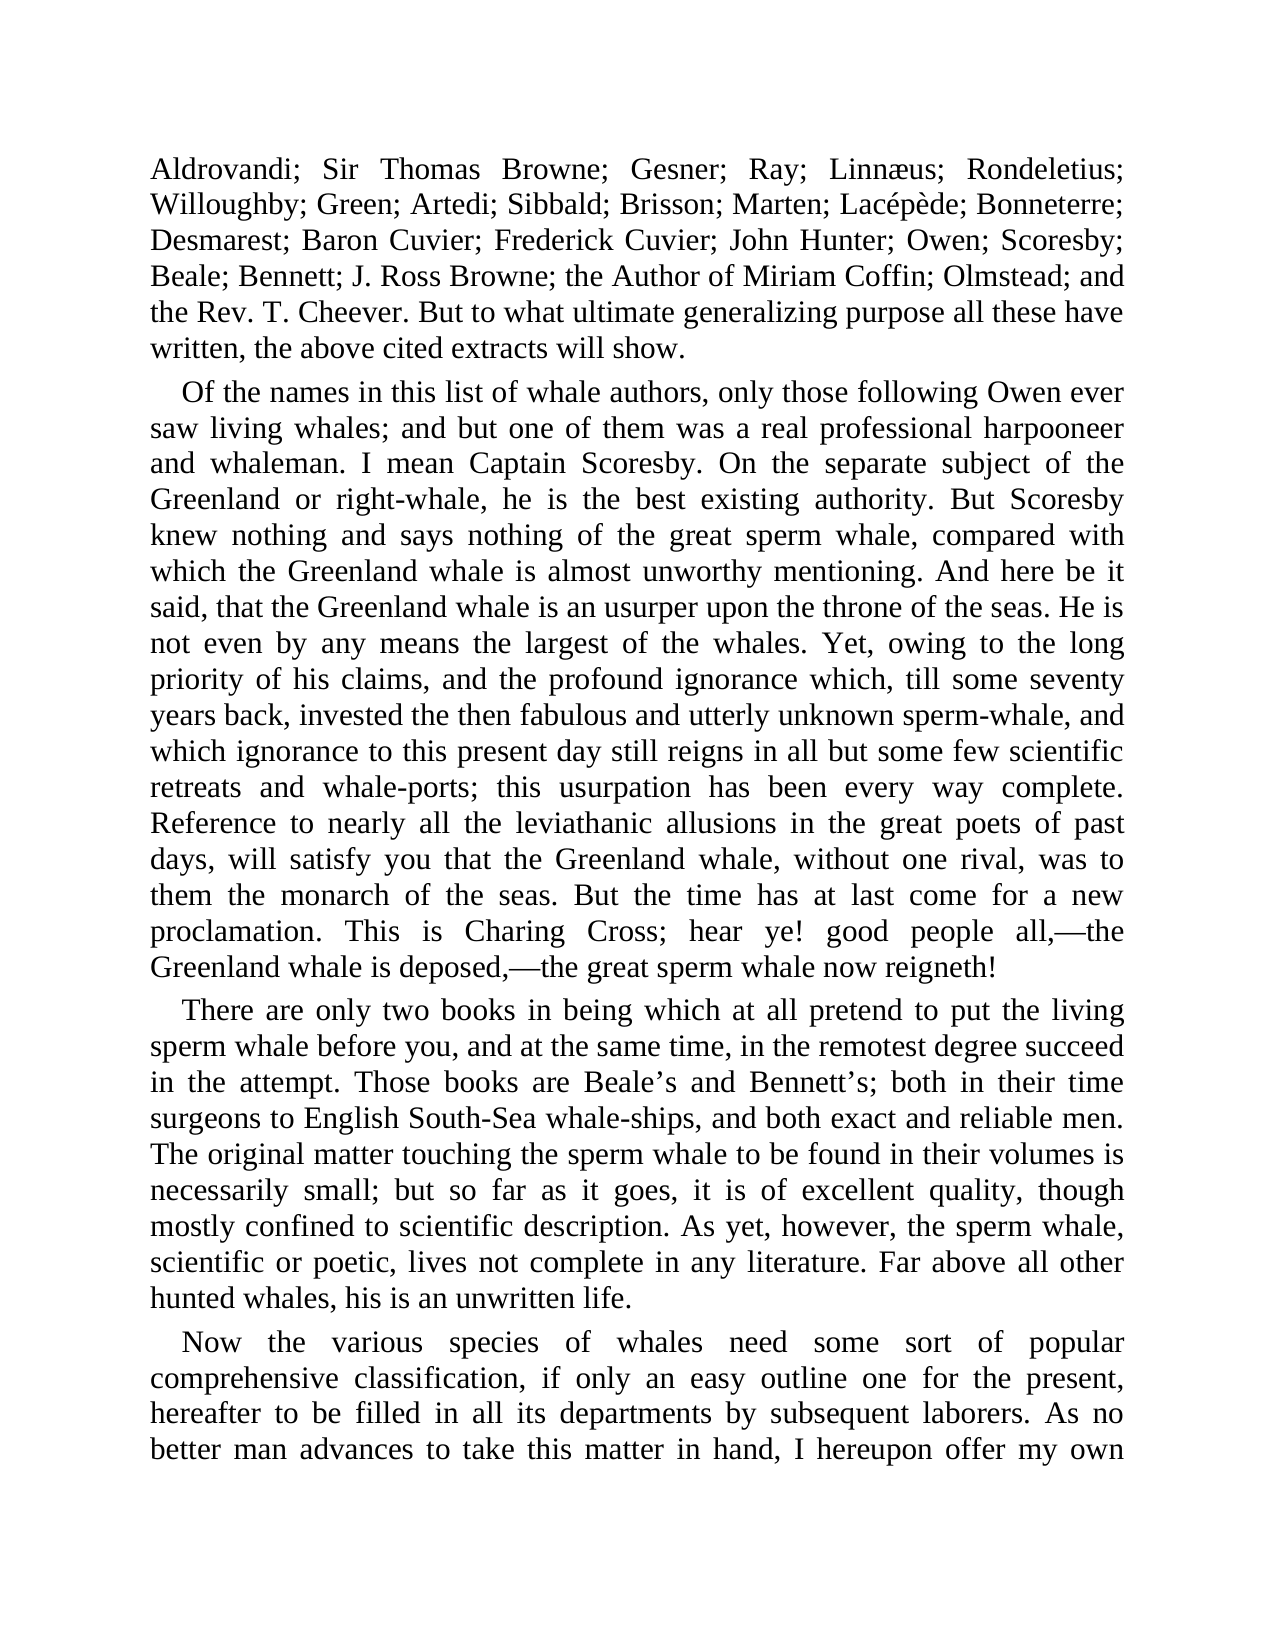 Aldrovandi; Sir Thomas Browne; Gesner; Ray; Linnæus; Rondeletius;
Willoughby; Green; Artedi; Sibbald; Brisson; Marten; Lacépède; Bonneterre;
Desmarest; Baron Cuvier; Frederick Cuvier; John Hunter; Owen; Scoresby;
Beale; Bennett; J. Ross Browne; the Author of Miriam Coffin; Olmstead; and
the Rev. T. Cheever. But to what ultimate generalizing purpose all these have
written, the above cited extracts will show.
Of the names in this list of whale authors, only those following Owen ever
saw living whales; and but one of them was a real professional harpooneer
and whaleman. I mean Captain Scoresby. On the separate subject of the
Greenland or right-whale, he is the best existing authority. But Scoresby
knew nothing and says nothing of the great sperm whale, compared with
which the Greenland whale is almost unworthy mentioning. And here be it
said, that the Greenland whale is an usurper upon the throne of the seas. He is
not even by any means the largest of the whales. Yet, owing to the long
priority of his claims, and the profound ignorance which, till some seventy
years back, invested the then fabulous and utterly unknown sperm-whale, and
which ignorance to this present day still reigns in all but some few scientific
retreats and whale-ports; this usurpation has been every way complete.
Reference to nearly all the leviathanic allusions in the great poets of past
days, will satisfy you that the Greenland whale, without one rival, was to
them the monarch of the seas. But the time has at last come for a new
proclamation. This is Charing Cross; hear ye! good people all,—the
Greenland whale is deposed,—the great sperm whale now reigneth!
There are only two books in being which at all pretend to put the living
sperm whale before you, and at the same time, in the remotest degree succeed
in the attempt. Those books are Beale’s and Bennett’s; both in their time
surgeons to English South-Sea whale-ships, and both exact and reliable men.
The original matter touching the sperm whale to be found in their volumes is
necessarily small; but so far as it goes, it is of excellent quality, though
mostly confined to scientific description. As yet, however, the sperm whale,
scientific or poetic, lives not complete in any literature. Far above all other
hunted whales, his is an unwritten life.
Now the various species of whales need some sort of popular
comprehensive classification, if only an easy outline one for the present,
hereafter to be filled in all its departments by subsequent laborers. As no
better man advances to take this matter in hand, I hereupon offer my own